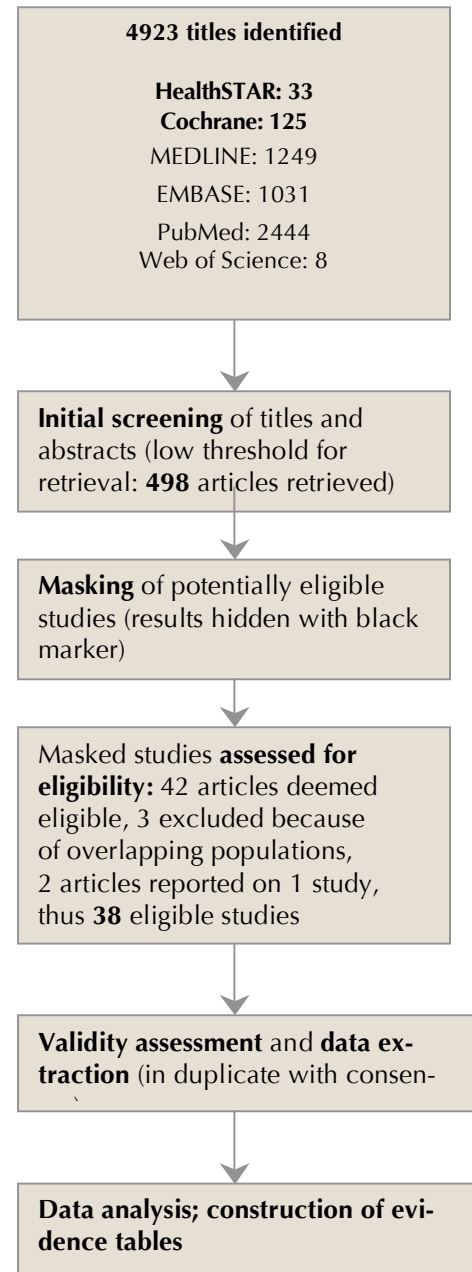 4923 titles identified
HealthSTAR: 33
Cochrane: 125
MEDLINE: 1249
EMBASE: 1031
PubMed: 2444
Web of Science: 8
Initial screening of titles and
abstracts (low threshold for
retrieval: 498 articles retrieved)
Masking of potentially eligible
studies (results hidden with black
marker)
Masked studies assessed for
eligibility: 42 articles deemed
eligible, 3 excluded because
of overlapping populations,
2 articles reported on 1 study,
thus 38 eligible studies
Validity assessment and data ex-
traction (in duplicate with consen-
Data analysis; construction of evi-
dence tables